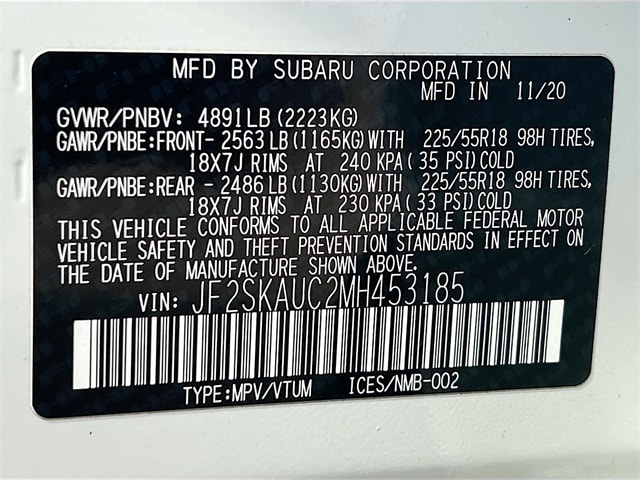 MFD BY SUBARU CORPORATION
MFD IN 11/20
GVWR/PNBV: 4891LB (2223KG)
GAWR/PNBE:FRONT- 2563 LB (1165KG) WITH 225/55R18 98H TIRES,
18X7J RIMS AT 240 KPA (35 PSI) COLD
GAWR/PNBE:REAR - 2486 LB (1130KG) WITH 225/55R18 98H TIRES,
18X7J RIMS AT 230 KPA (33 PSI) COLD
THIS VEHICLE CONFORMS TO ALL APPLICABLE FEDERAL MOTOR
VEHICLE SAFETY AND THEFT PREVENTION STANDARDS IN EFFECT ON
THE DATE OF MANUFACTURE SHOWN ABOVE.
VIN: JF2SKAUC2MH453185
TYPE:MPV/VTUM ICES/NMB-002